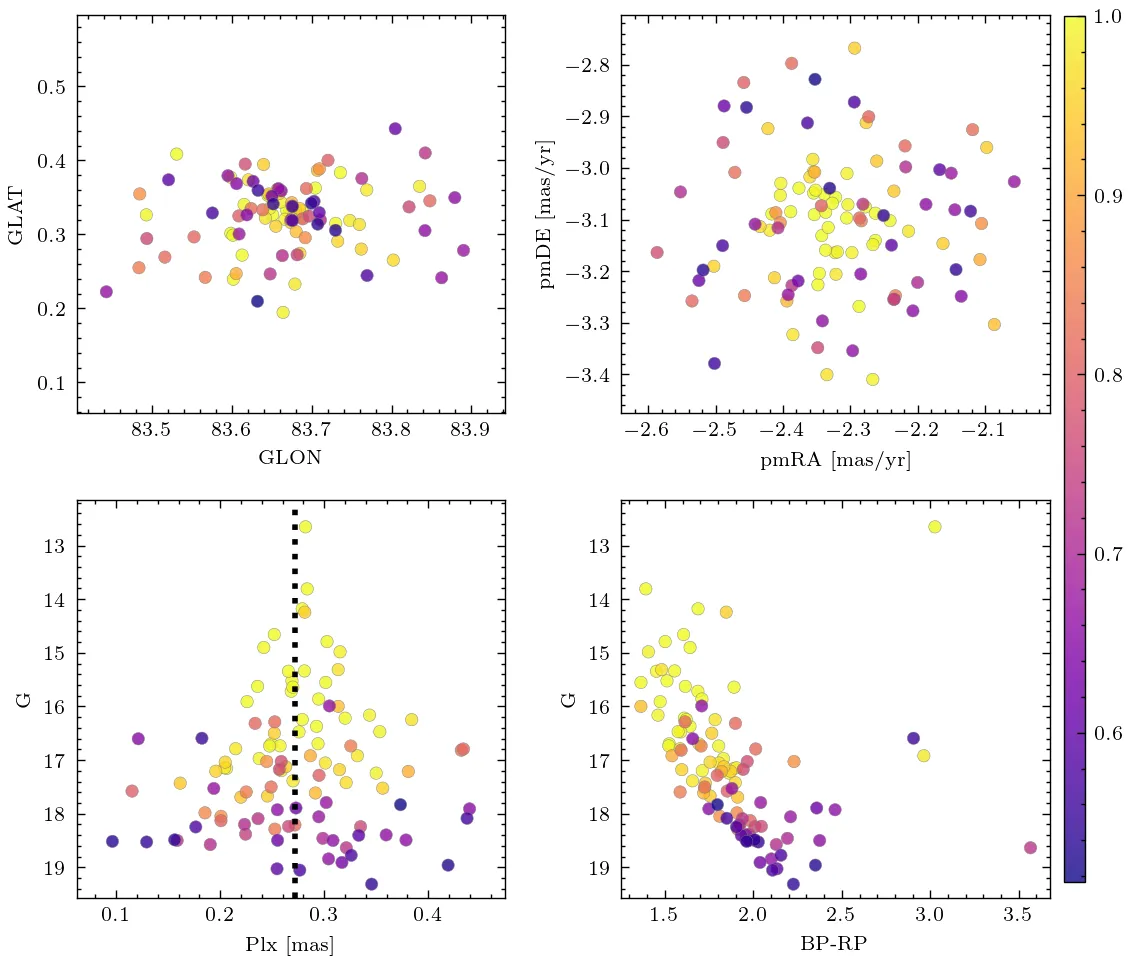 GLAT
0.5
0.4
0.3
0.2
0.1
83.5 83.6 83.7 83.8 83.9
GLON
pmDE [mas/yr]
−2.8
−2.9
−3.0
−3.1
−3.2
−3.3
−3.4
−2.6 −2.5 −2.4 −2.3 −2.2 −2.1
pmRA [mas/yr]
1.0
0.9
0.8
0.7
0.6
G
13
14
15
16
17
18
19
0.1 0.2 0.3 0.4
Plx [mas]
G
13
14
15
16
17
18
19
1.5 2.0 2.5 3.0 3.5
BP-RP